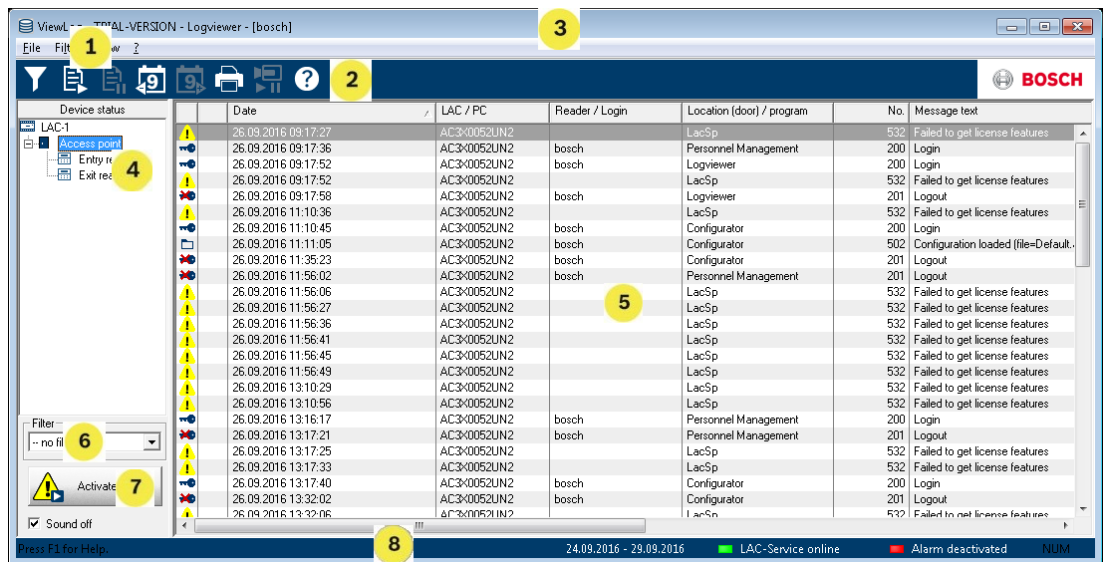 ViewLog TRIAL-VERSION - Logviewer - [bosch]
3
File Filt w ?
1
2
BOSCH
Device status
LAC-1
Access point
Entry re
Exit rea
4
Filter
-- no fil
6
Activate
7
Sound off
Date LAC / PC Reader / Login Location (door) / program No. Message text
26.09.2016 09:17:27 AC3X0052UN2 LacSp 532 Failed to get license features
26.09.2016 09:17:36 AC3X0052UN2 bosch Personnel Management 200 Login
26.09.2016 09:17:52 AC3X0052UN2 bosch Logviewer 200 Login
26.09.2016 09:17:52 AC3X0052UN2 LacSp 532 Failed to get license features
26.09.2016 09:17:58 AC3X0052UN2 bosch Logviewer 201 Logout
26.09.2016 11:10:36 AC3X0052UN2 LacSp 532 Failed to get license features
26.09.2016 11:10:45 AC3X0052UN2 bosch Configurator 200 Login
26.09.2016 11:11:05 AC3X0052UN2 bosch Configurator 502 Configuration loaded (file=Default.
26.09.2016 11:35:23 AC3X0052UN2 bosch Configurator 201 Logout
26.09.2016 11:56:02 AC3X0052UN2 bosch Personnel Management 201 Logout
26.09.2016 11:56:06 AC3X0052UN2 LacSp 532 Failed to get license features
26.09.2016 11:56:27 AC3X0052UN2 LacSp 532 Failed to get license features
5
26.09.2016 11:56:36 AC3X0052UN2 LacSp 532 Failed to get license features
26.09.2016 11:56:41 AC3X0052UN2 LacSp 532 Failed to get license features
26.09.2016 11:56:45 AC3X0052UN2 LacSp 532 Failed to get license features
26.09.2016 11:56:49 AC3X0052UN2 LacSp 532 Failed to get license features
26.09.2016 13:10:29 AC3X0052UN2 LacSp 532 Failed to get license features
26.09.2016 13:10:56 AC3X0052UN2 LacSp 532 Failed to get license features
26.09.2016 13:16:17 AC3X0052UN2 bosch Personnel Management 200 Login
26.09.2016 13:17:21 AC3X0052UN2 bosch Personnel Management 201 Logout
26.09.2016 13:17:25 AC3X0052UN2 LacSp 532 Failed to get license features
26.09.2016 13:17:33 AC3X0052UN2 LacSp 532 Failed to get license features
26.09.2016 13:17:40 AC3X0052UN2 bosch Configurator 200 Login
26.09.2016 13:32:02 AC3X0052UN2 bosch Configurator 201 Logout
26.09.2016 13:32:06 AC3X0052UN2 LacSp 532 Failed to get license features
8
Press F1 for Help. 24.09.2016 - 29.09.2016 LAC-Service online Alarm deactivated NUM